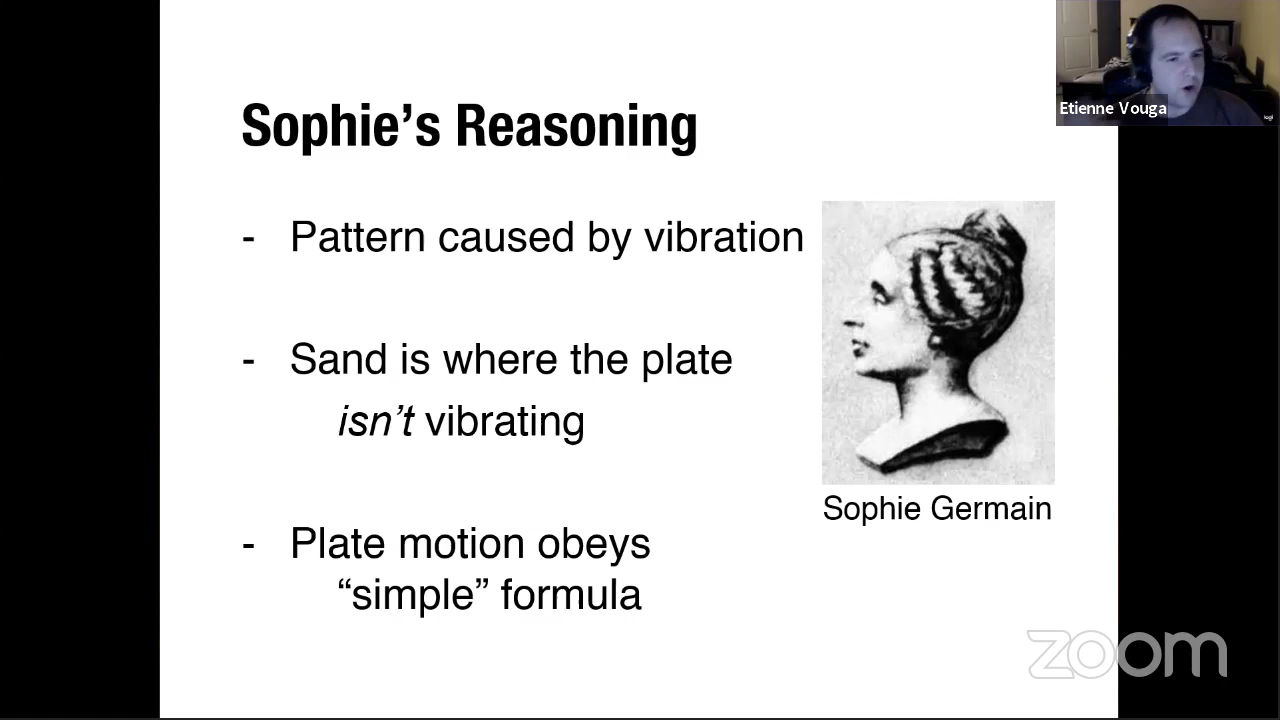 Sophie's Reasoning
- Pattern caused by vibration
- Sand is where the plate
isn't vibrating
- Plate motion obeys
“simple” formula
Sophie Germain
Etienne Vouga
logi
zoom